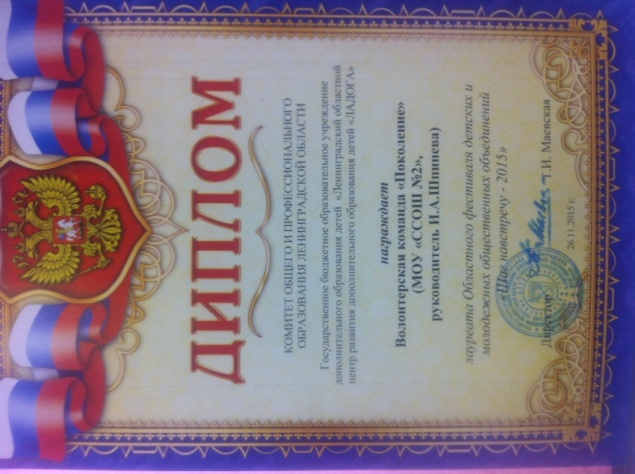 ДИПЛОМ
КОМИТЕТ ОБЩЕГО И ПРОФЕССИОНАЛЬНОГО
ОБРАЗОВАНИЯ ЛЕНИНГРАДСКОЙ ОБЛАСТИ
Государственное бюджетное образовательное учреждение
дополнительного образования детей «Ленинградский областной
центр развития дополнительного образования детей «ЛАДОГА»
награждает
Волонтерская команда «Поколение»
(МОУ «ССОШ №2»,
руководитель И.А.Шпинева)
лауреата Областного фестиваля детских и
молодежных общественных объединений
«Шаг навстречу - 2015»
Директор Т.И. Маевская
26.11.2015 г.